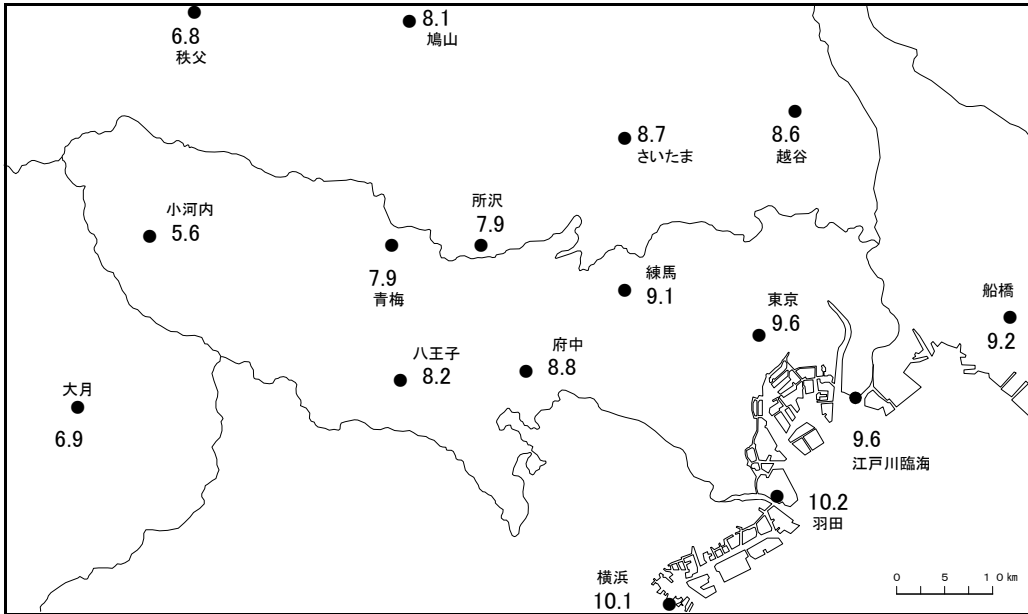 6.8
秩父
8.1
鳩山
8.7
さいたま
8.6
越谷
小河内
5.6
所沢
7.9
7.9
青梅
練馬
9.1
東京
9.6
船橋
9.2
八王子
8.2
府中
8.8
大月
6.9
9.6
江戸川臨海
10.2
羽田
横浜
10.1
0 5 10km